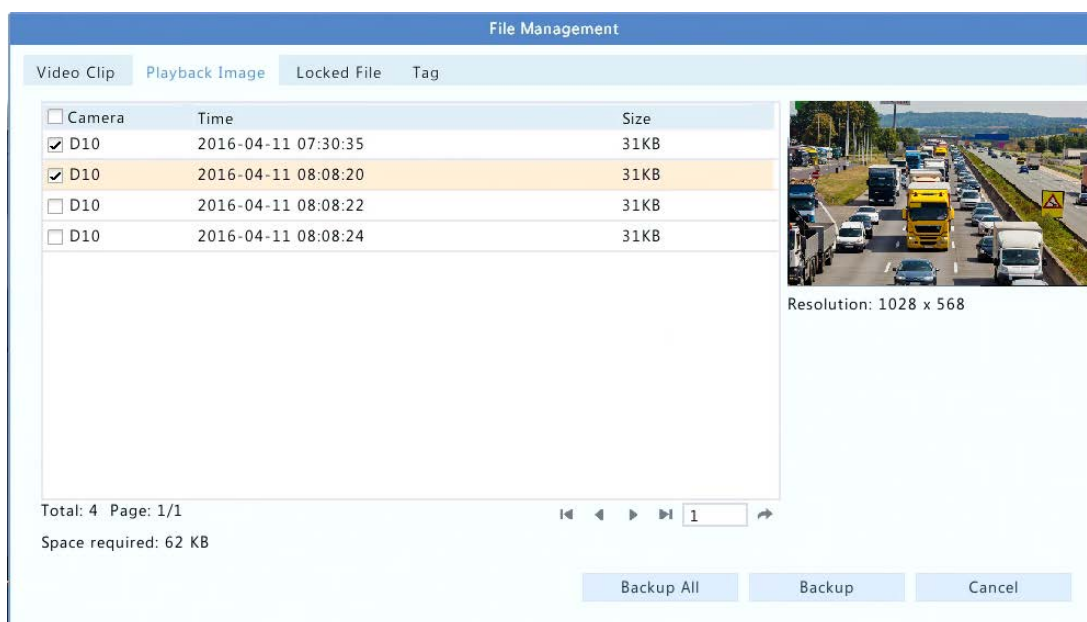 File Management
Video Clip Playback Image Locked File Tag
Camera Time Size
D10 2016-04-11 07:30:35 31KB
D10 2016-04-11 08:08:20 31KB
D10 2016-04-11 08:08:22 31KB
D10 2016-04-11 08:08:24 31KB
Resolution: 1028 x 568
Total: 4 Page: 1/1
1
Space required: 62 KB
Backup All Backup Cancel